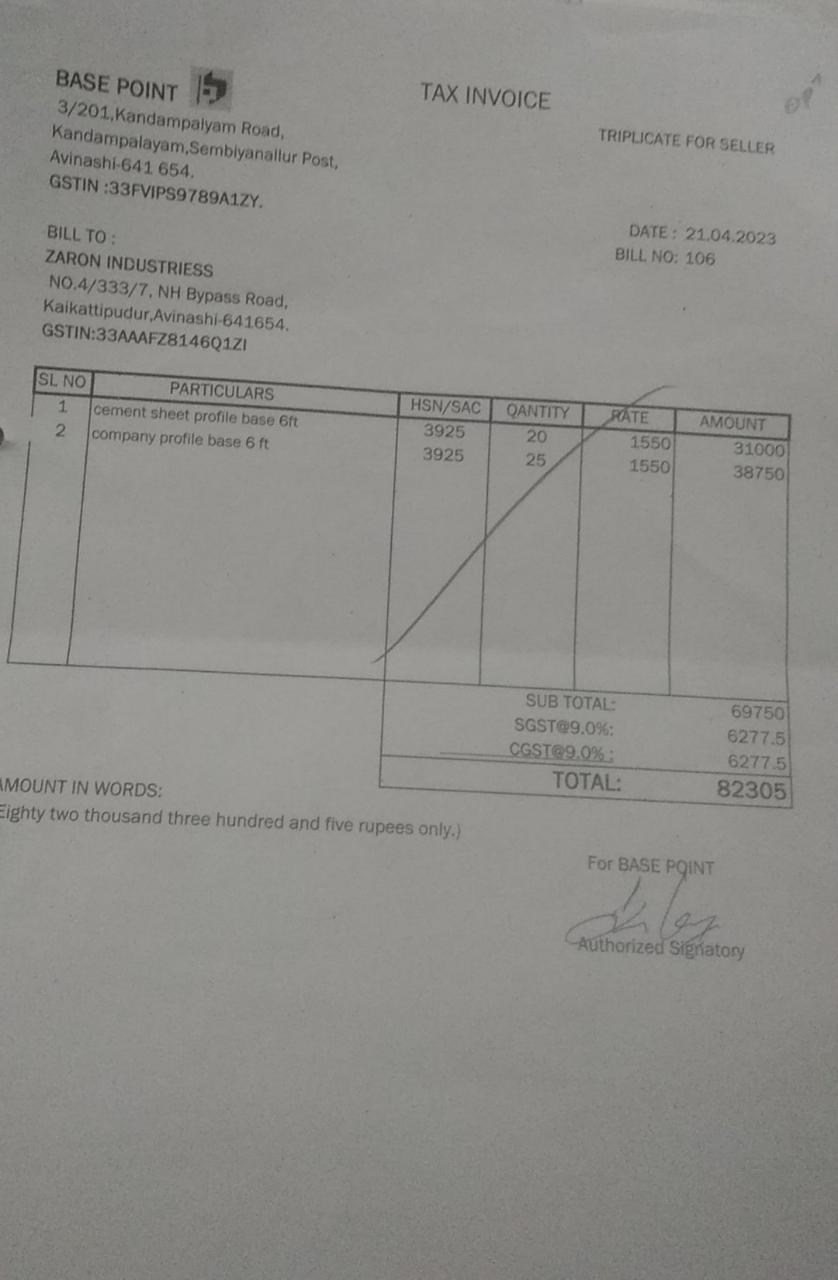 BASE POINT
TAX INVOICE
3/201,Kandampalyam Road,
Kandampalayam,Sembiyanallur Post,
Avinashi-641 654.
GSTIN :33FVIPS9789A1ZY.
TRIPLICATE FOR SELLER
BILL TO :
ZARON INDUSTRIESS
NO.4/333/7, NH Bypass Road,
Kaikattipudur,Avinashi-641654.
GSTIN:33AAAFZ8146Q1ZI
DATE : 21.04.2023
BILL NO: 106
SL NO PARTICULARS HSN/SAC QANTITY RATE AMOUNT
1 cement sheet profile base 6ft 3925 20 1550 31000
2 company profile base 6 ft 3925 25 1550 38750
SUB TOTAL: 69750
SGST@9.0%: 6277.5
CGST@9.0% : 6277.5
TOTAL: 82305
AMOUNT IN WORDS:
Eighty two thousand three hundred and five rupees only.)
For BASE POINT
Authorized Signatory